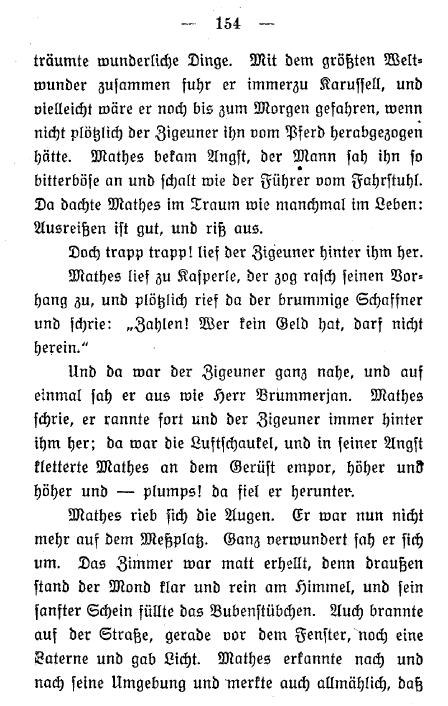 — 154 —
träumte wunderliche Dinge. Mit dem größten Welt-
wunder zusammen fuhr er immerzu Karussell, und
vielleicht wäre er noch bis zum Morgen gefahren, wenn
nicht plötzlich der Zigeuner ihn vom Pferd herabgezogen
hätte. Mathes bekam Angst, der Mann sah ihn so
bitterböse an und schalt wie der Führer vom Fahrstuhl.
Da dachte Mathes im Traum wie manchmal im Leben:
Ausreißen ist gut, und riß aus.
Doch trapp trapp! lief der Zigeuner hinter ihm her.
Mathes lief zu Kasperle, der zog rasch seinen Vor-
hang zu, und plötzlich rief da der brummige Schaffner
und schrie: „Zahlen! Wer kein Geld hat, darf nicht
herein.“
Und da war der Zigeuner ganz nahe, und auf
einmal sah er aus wie Herr Brummerjan. Mathes
schrie, er rannte fort und der Zigeuner immer hinter
ihm her; da war die Luftschaukel, und in seiner Angst
kletterte Mathes an dem Gerüst empor, höher und
höher und — plumps! da fiel er herunter.
Mathes rieb sich die Augen. Er war nun nicht
mehr auf dem Meßplatz. Ganz verwundert sah er sich
um. Das Zimmer war matt erhellt, denn draußen
stand der Mond klar und rein am Himmel, und sein
sanfter Schein füllte das Bubenstübchen. Auch brannte
auf der Straße, gerade vor dem Fenster, noch eine
Laterne und gab Licht. Mathes erkannte nach und
nach seine Umgebung und merkte auch allmählich, daß